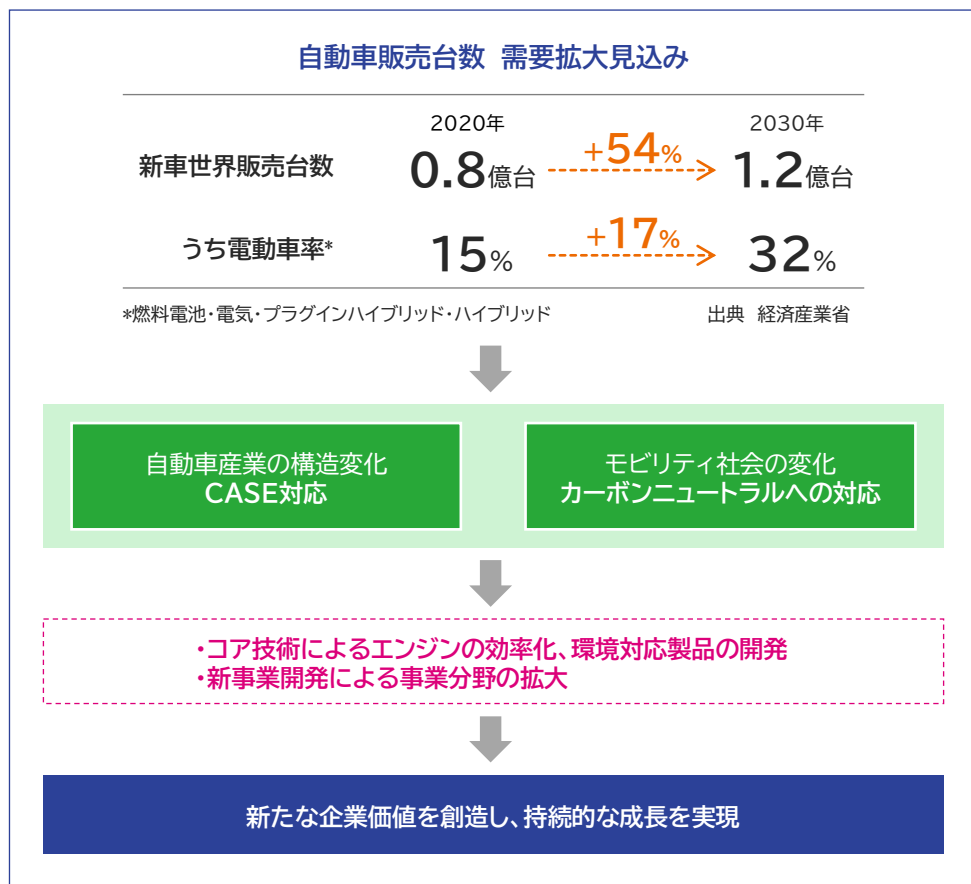 自動車販売台数 需要拡大見込み
2020年 2030年
新車世界販売台数 0.8億台 +54% 1.2億台
うち電動車率* 15% +17% 32%
*燃料電池・電気・プラグインハイブリッド・ハイブリッド 出典 経済産業省
自動車産業の構造変化
CASE対応
モビリティ社会の変化
カーボンニュートラルへの対応
・コア技術によるエンジンの効率化、環境対応製品の開発
・新事業開発による事業分野の拡大
新たな企業価値を創造し、持続的な成長を実現